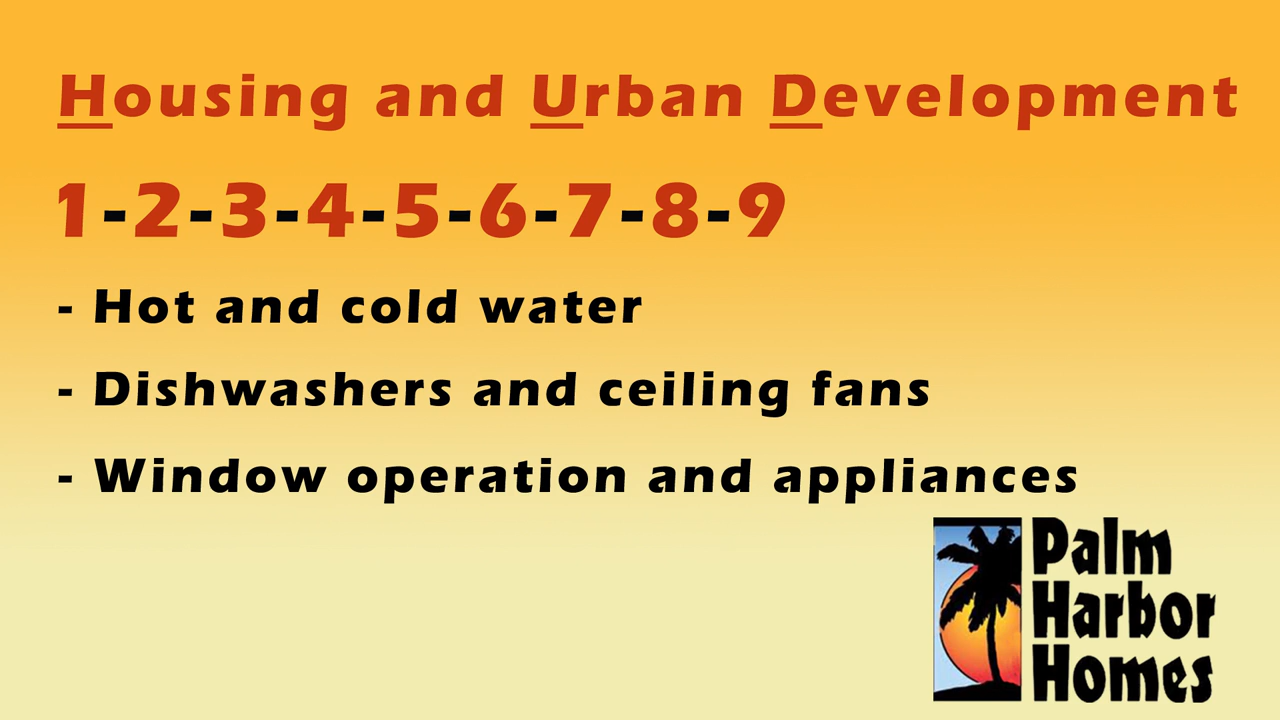 Housing and Urban Development
1-2-3-4-5-6-7-8-9
- Hot and cold water
- Dishwashers and ceiling fans
- Window operation and appliances
Palm
Harbor
Homes